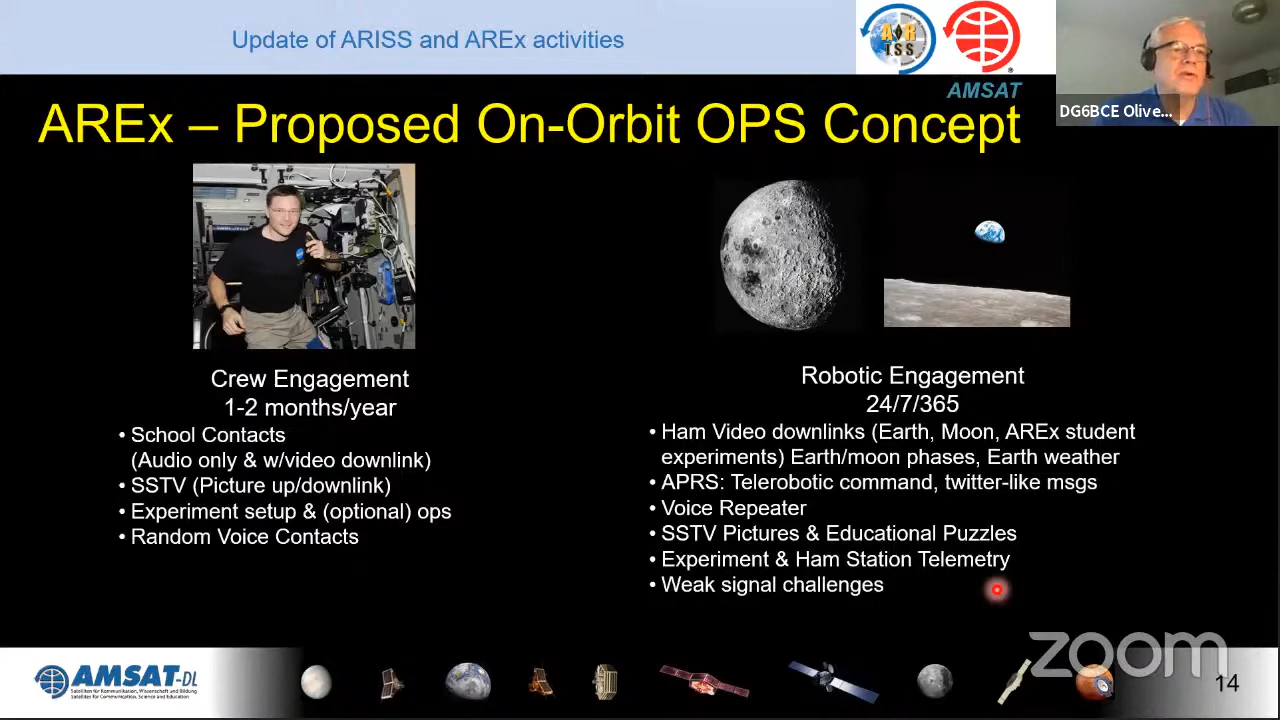 Update of ARISS and AREx activities
AR
ISS
AMSAT
DG6BCE Olive...
AREx – Proposed On-Orbit OPS Concept
Crew Engagement
1-2 months/year
• School Contacts
(Audio only & w/video downlink)
• SSTV (Picture up/downlink)
• Experiment setup & (optional) ops
• Random Voice Contacts
Robotic Engagement
24/7/365
• Ham Video downlinks (Earth, Moon, AREx student
experiments) Earth/moon phases, Earth weather
• APRS: Telerobotic command, twitter-like msgs
• Voice Repeater
• SSTV Pictures & Educational Puzzles
• Experiment & Ham Station Telemetry
• Weak signal challenges
AMSAT-DL
Satelliten für Kommunikation, Wissenschaft und Bildung
Satellites for Communication, Science and Education
zoom
14